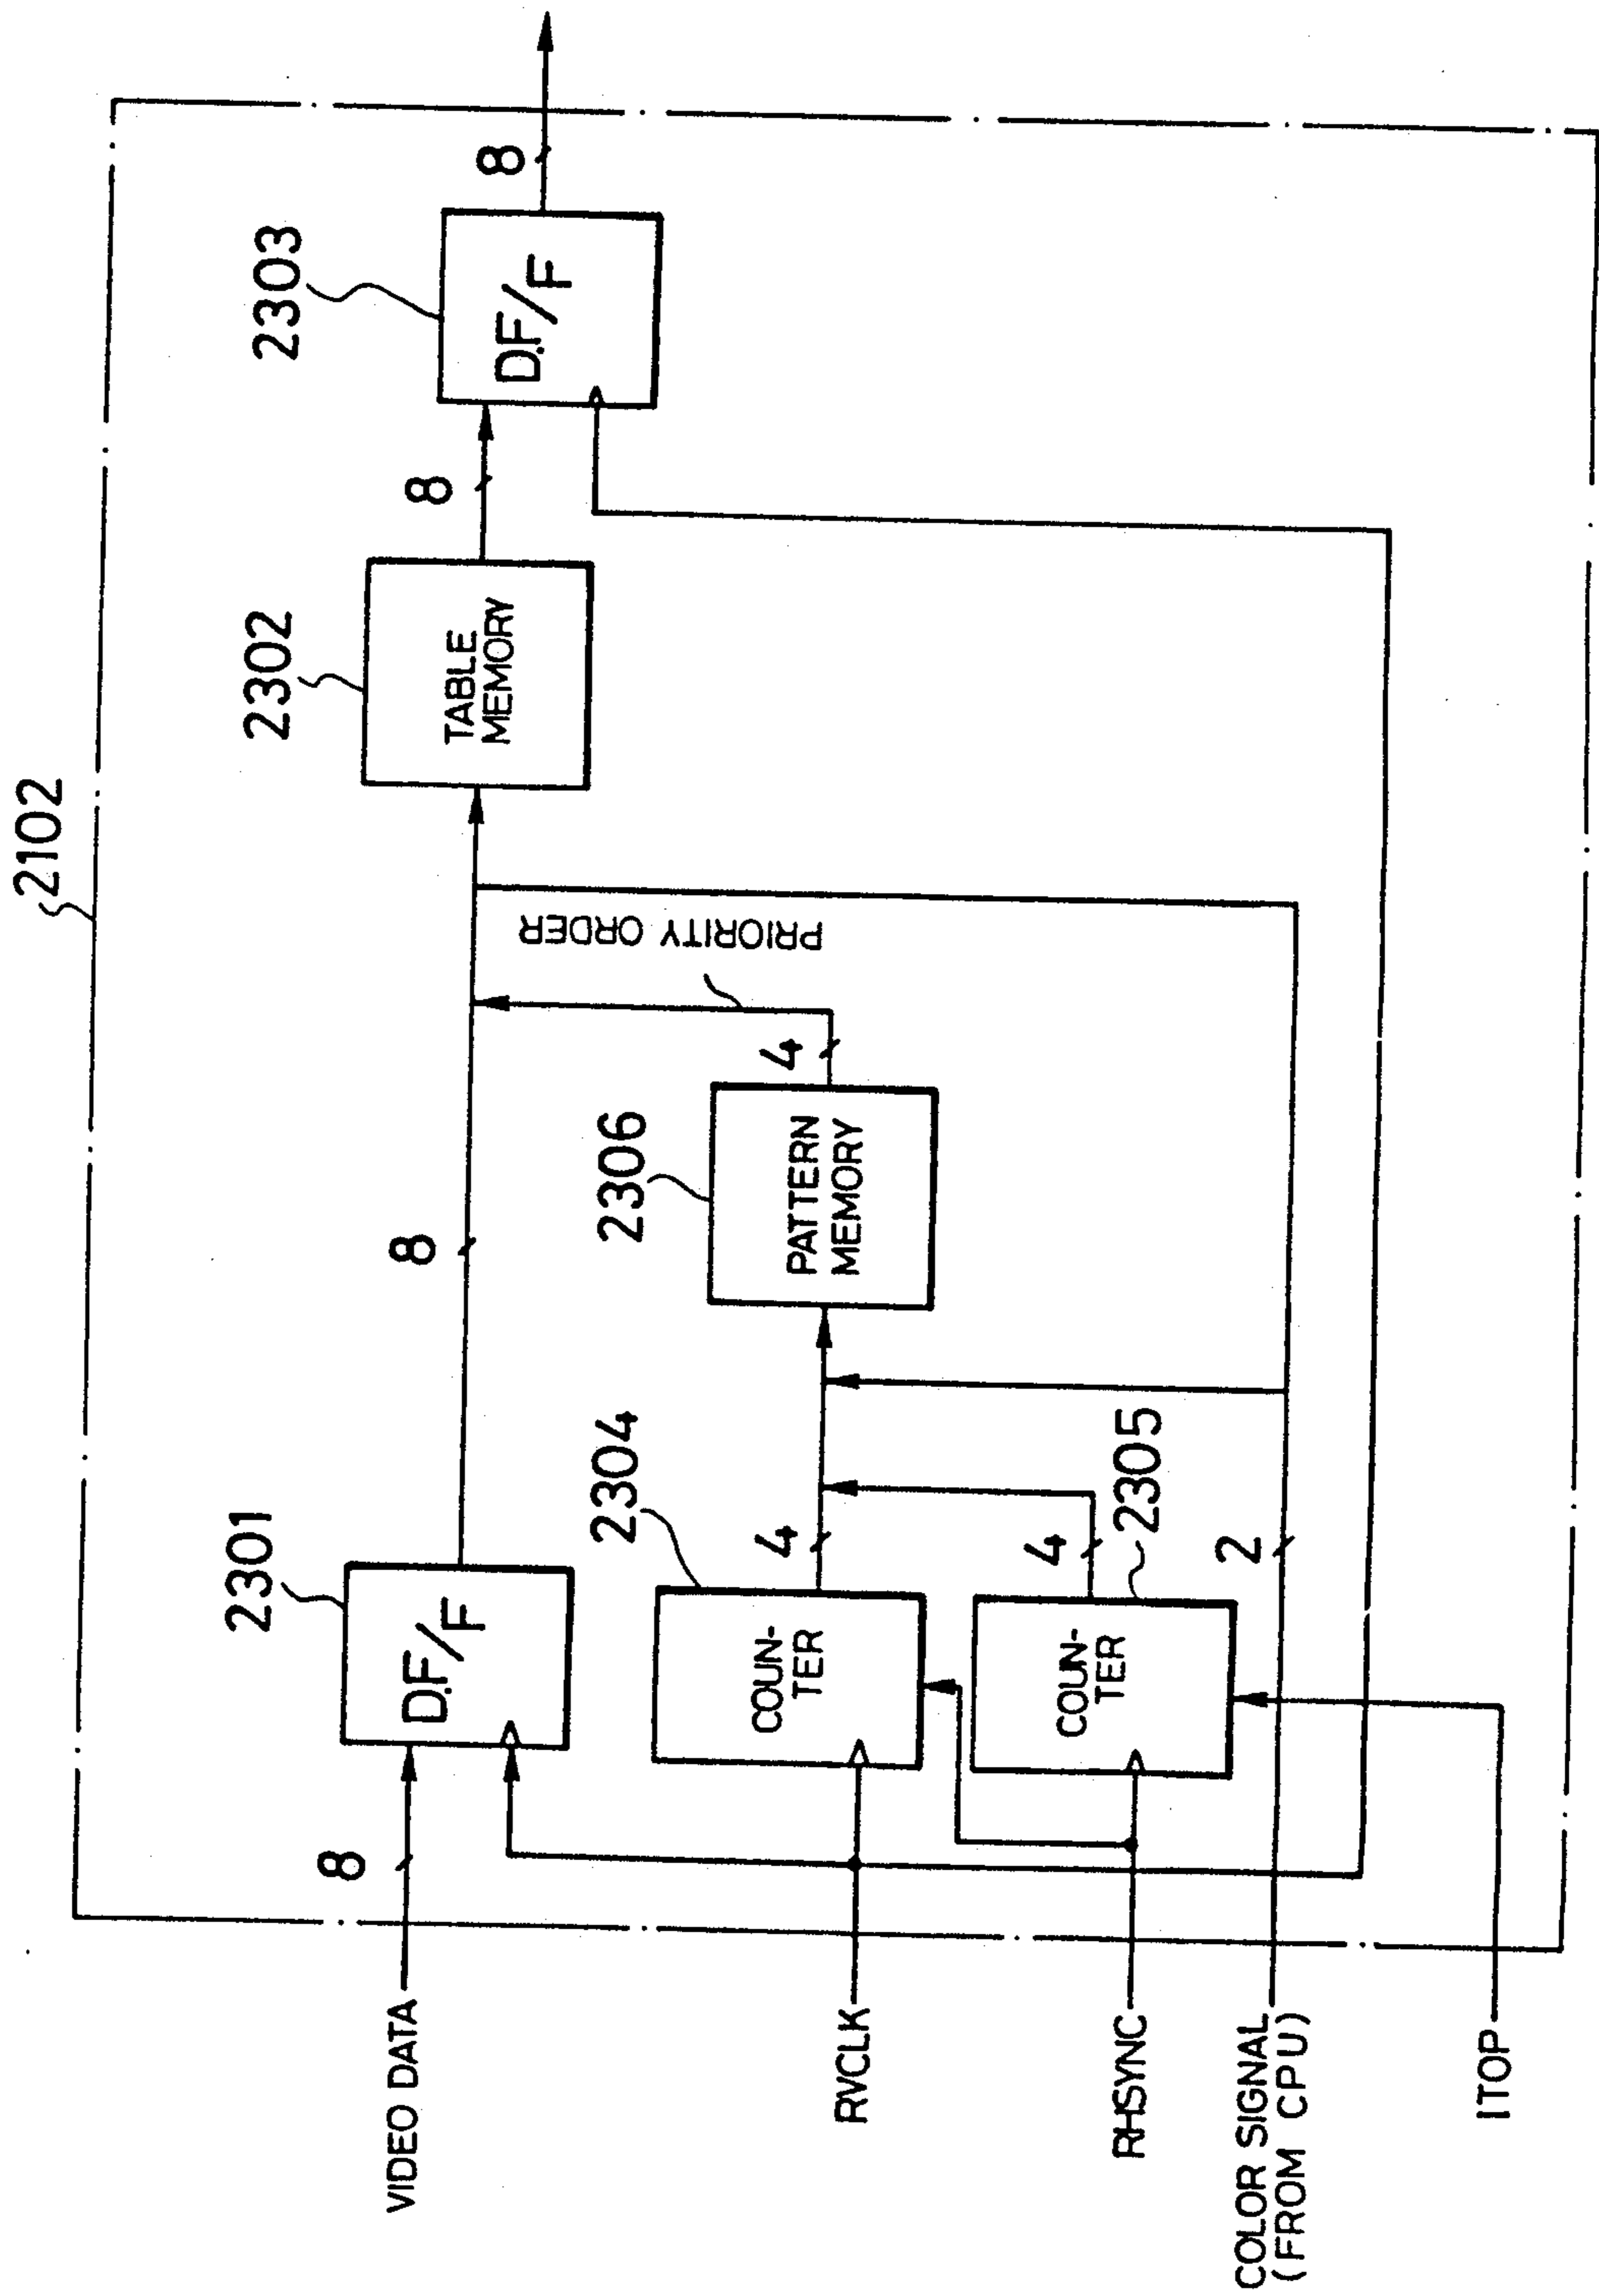 2102
2301
2302
2303
VIDEO DATA
8
D.F/F
8
TABLE
MEMORY
8
D.F/F
8
PRIORITY ORDER
2304
2306
RVCLK
COUN-
TER
4
PATTERN
MEMORY
4
RHSYNC
COUN-
TER
4
2305
COLOR SIGNAL
(FROM CPU)
2
ITOP